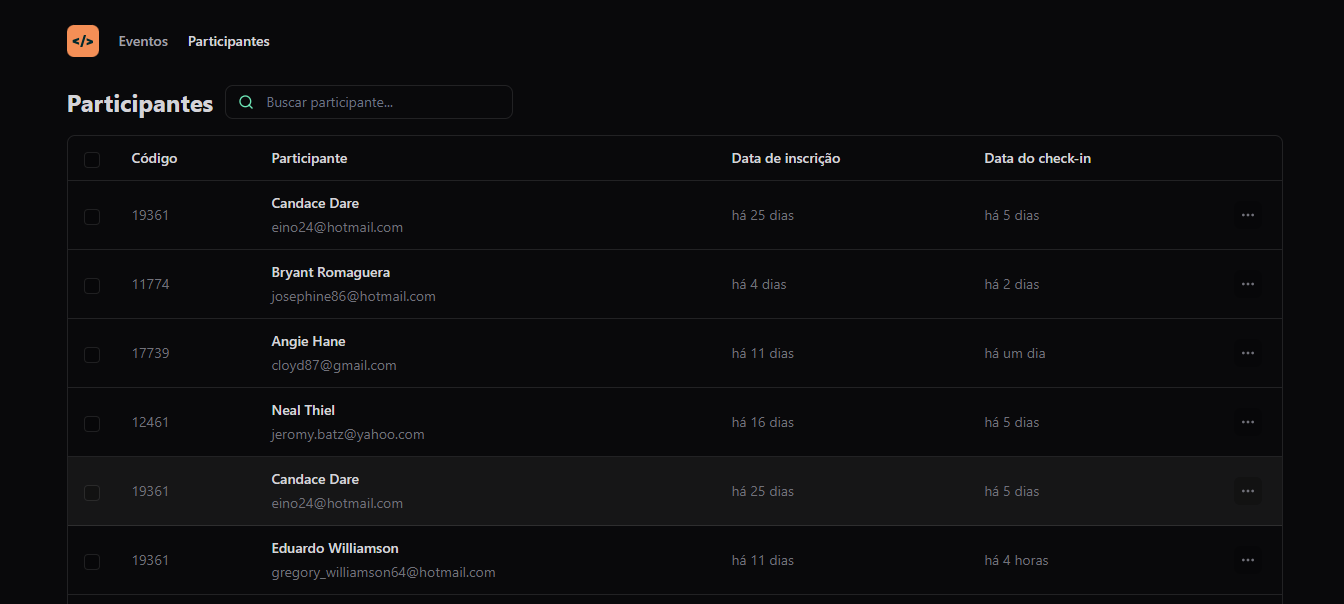 </> Eventos Participantes
Participantes Buscar participante...
Código Participante Data de inscrição Data do check-in
Candace Dare
19361 há 25 dias há 5 dias
eino24@hotmail.com
Bryant Romaguera
11774 há 4 dias há 2 dias
josephine86@hotmail.com
Angie Hane
17739 há 11 dias há um dia
cloyd87@gmail.com
Neal Thiel
12461 há 16 dias há 5 dias
jeromy.batz@yahoo.com
Candace Dare
19361 há 25 dias há 5 dias
eino24@hotmail.com
Eduardo Williamson
19361 há 11 dias há 4 horas
gregory_williamson64@hotmail.com